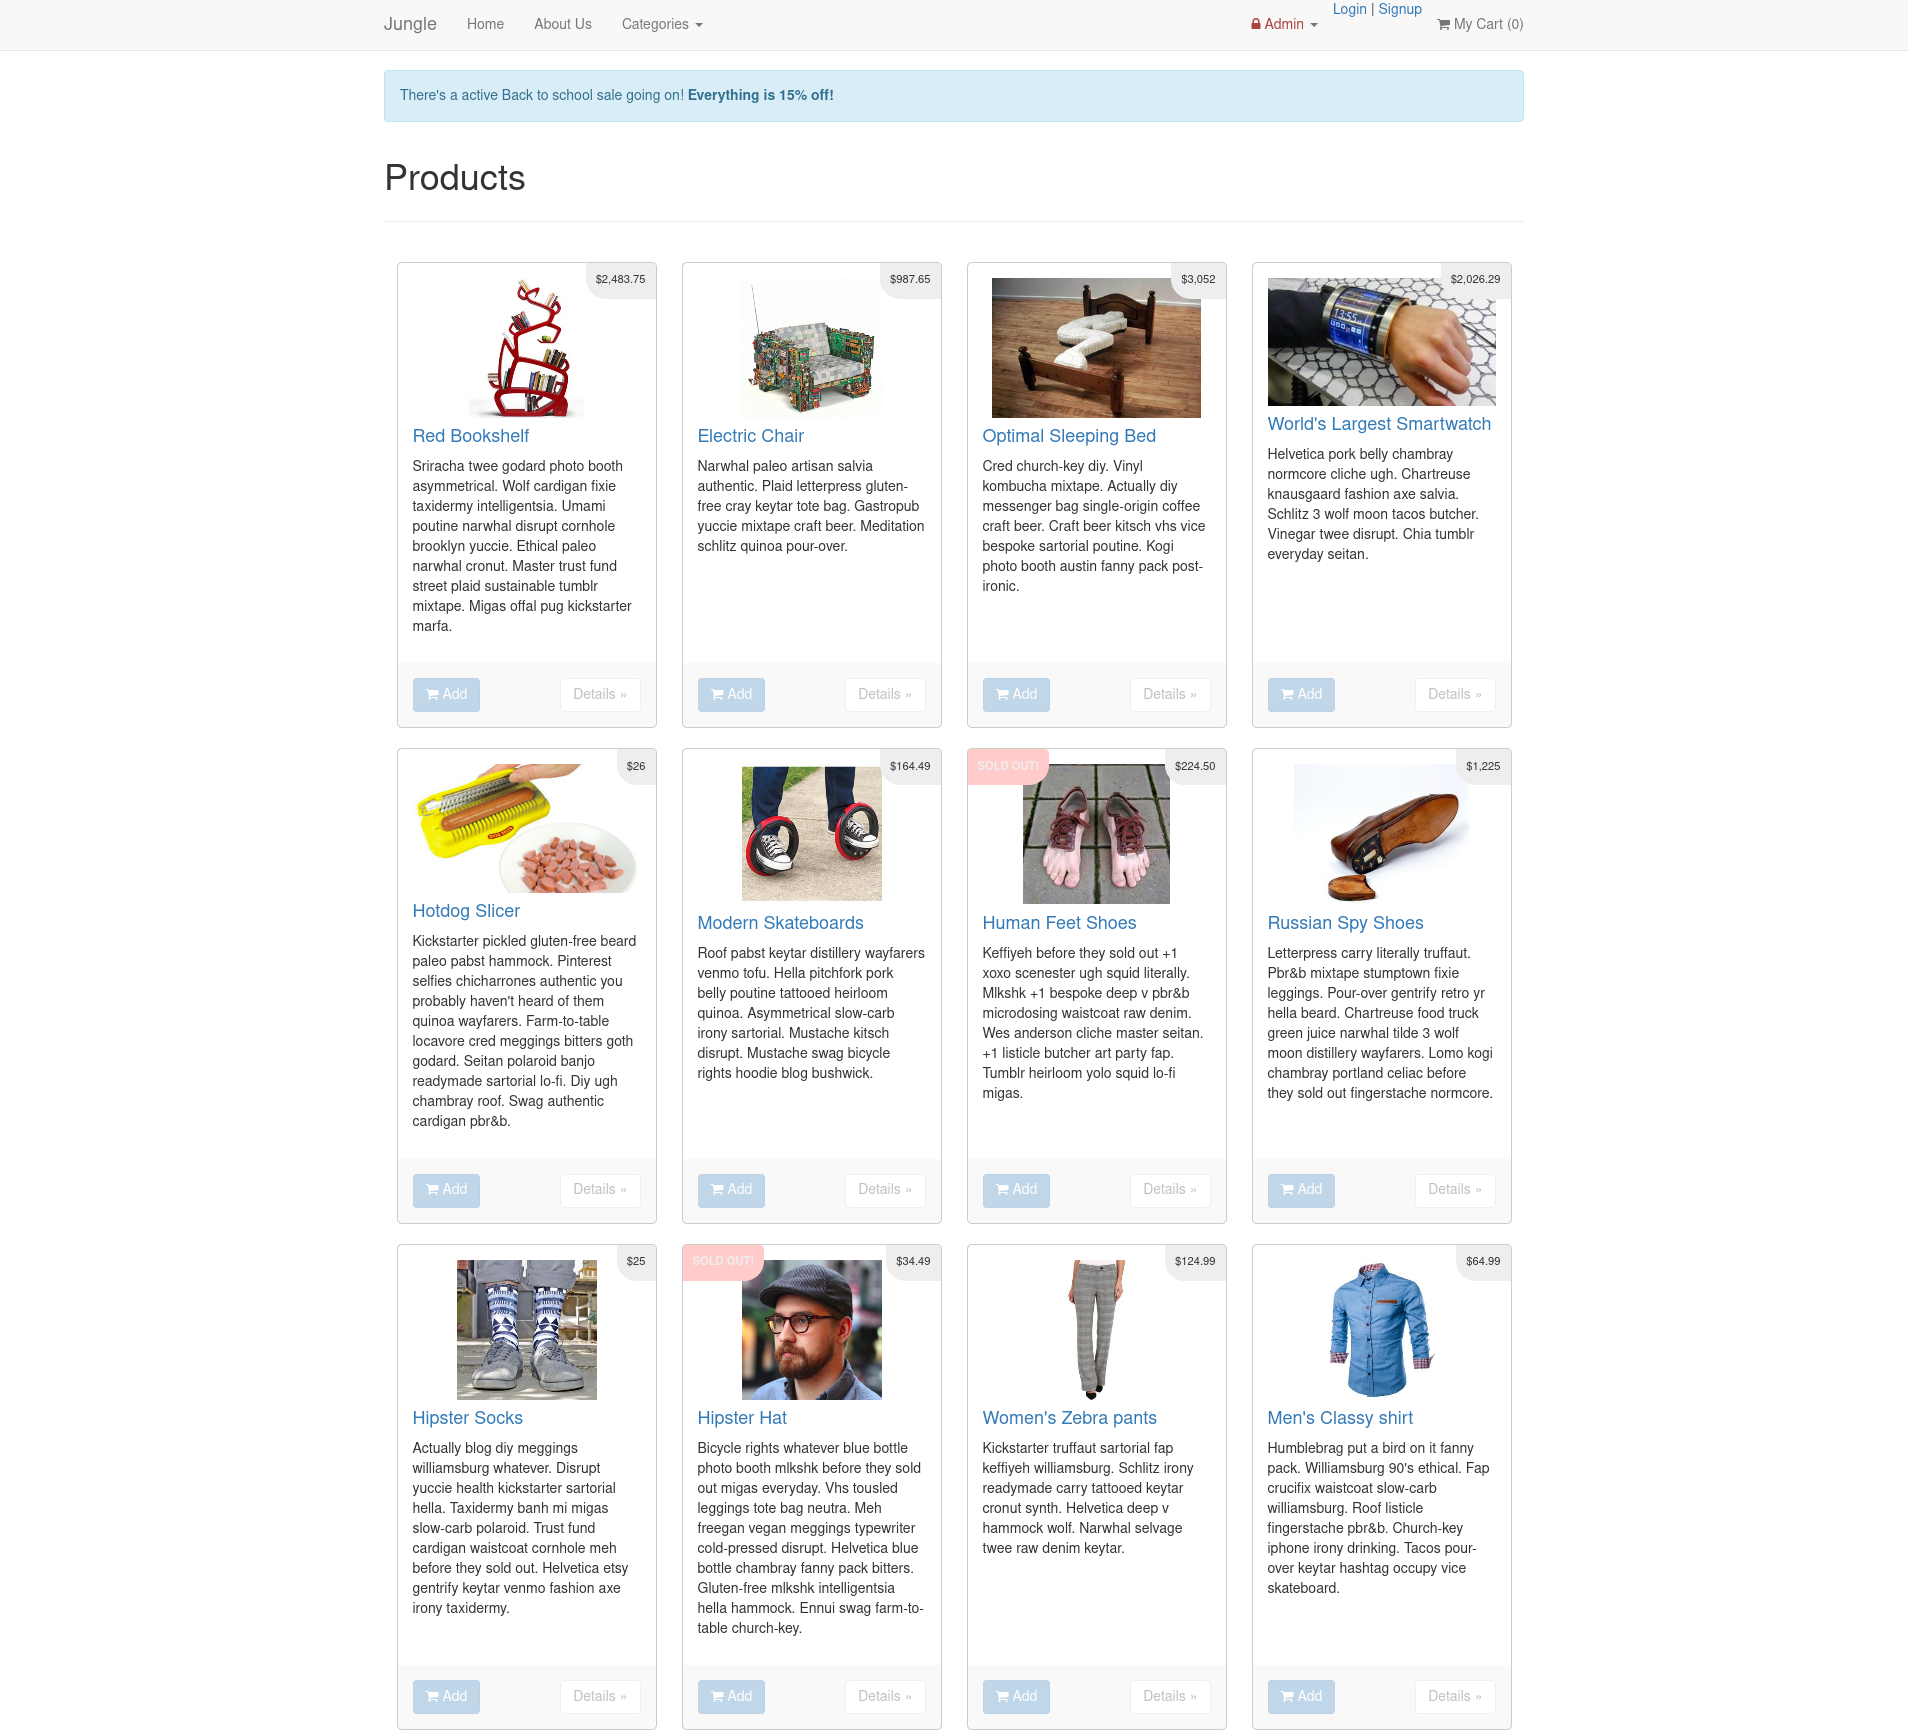 Jungle Home About Us Categories Admin Login | Signup My Cart (0)
There's a active Back to school sale going on! Everything is 15% off!
Products
$2,483.75
Red Bookshelf
Sriracha twee godard photo booth
asymmetrical. Wolf cardigan fixie
taxidermy intelligentsia. Umami
poutine narwhal disrupt cornhole
brooklyn yuccie. Ethical paleo
narwhal cronut. Master trust fund
street plaid sustainable tumblr
mixtape. Migas offal pug kickstarter
marfa.
Add Details »
$987.65
Electric Chair
Narwhal paleo artisan salvia
authentic. Plaid letterpress gluten-
free cray keytar tote bag. Gastropub
yuccie mixtape craft beer. Meditation
schlitz quinoa pour-over.
Add Details »
$3,052
Optimal Sleeping Bed
Cred church-key diy. Vinyl
kombucha mixtape. Actually diy
messenger bag single-origin coffee
craft beer. Craft beer kitsch vhs vice
bespoke sartorial poutine. Kogi
photo booth austin fanny pack post-
ironic.
Add Details »
$2,026.29
13:55
World's Largest Smartwatch
Helvetica pork belly chambray
normcore cliche ugh. Chartreuse
knausgaard fashion axe salvia.
Schlitz 3 wolf moon tacos butcher.
Vinegar twee disrupt. Chia tumblr
everyday seitan.
Add Details »
$26
Hotdog Slicer
Kickstarter pickled gluten-free beard
paleo pabst hammock. Pinterest
selfies chicharrones authentic you
probably haven't heard of them
quinoa wayfarers. Farm-to-table
locavore cred meggings bitters goth
godard. Seitan polaroid banjo
readymade sartorial lo-fi. Diy ugh
chambray roof. Swag authentic
cardigan pbr&b.
Add Details »
$164.49
Modern Skateboards
Roof pabst keytar distillery wayfarers
venmo tofu. Hella pitchfork pork
belly poutine tattooed heirloom
quinoa. Asymmetrical slow-carb
irony sartorial. Mustache kitsch
disrupt. Mustache swag bicycle
rights hoodie blog bushwick.
Add Details »
SOLD OUT! $224.50
Human Feet Shoes
Keffiyeh before they sold out +1
xoxo scenester ugh squid literally.
Mlkshk +1 bespoke deep v pbr&b
microdosing waistcoat raw denim.
Wes anderson cliche master seitan.
+1 listicle butcher art party fap.
Tumblr heirloom yolo squid lo-fi
migas.
Add Details »
$1,225
Russian Spy Shoes
Letterpress carry literally truffaut.
Pbr&b mixtape stumptown fixie
leggings. Pour-over gentrify retro yr
hella beard. Chartreuse food truck
green juice narwhal tilde 3 wolf
moon distillery wayfarers. Lomo kogi
chambray portland celiac before
they sold out fingerstache normcore.
Add Details »
$25
Hipster Socks
Actually blog diy meggings
williamsburg whatever. Disrupt
yuccie health kickstarter sartorial
hella. Taxidermy banh mi migas
slow-carb polaroid. Trust fund
cardigan waistcoat cornhole meh
before they sold out. Helvetica etsy
gentrify keytar venmo fashion axe
irony taxidermy.
Add Details »
SOLD OUT! $34.49
Hipster Hat
Bicycle rights whatever blue bottle
photo booth mlkshk before they sold
out migas everyday. Vhs tousled
leggings tote bag neutra. Meh
freegan vegan meggings typewriter
cold-pressed disrupt. Helvetica blue
bottle chambray fanny pack bitters.
Gluten-free mlkshk intelligentsia
hella hammock. Ennui swag farm-to-
table church-key.
Add Details »
$124.99
Women's Zebra pants
Kickstarter truffaut sartorial fap
keffiyeh williamsburg. Schlitz irony
readymade carry tattooed keytar
cronut synth. Helvetica deep v
hammock wolf. Narwhal selvage
twee raw denim keytar.
Add Details »
$64.99
Men's Classy shirt
Humblebrag put a bird on it fanny
pack. Williamsburg 90's ethical. Fap
crucifix waistcoat slow-carb
williamsburg. Roof listicle
fingerstache pbr&b. Church-key
iphone irony drinking. Tacos pour-
over keytar hashtag occupy vice
skateboard.
Add Details »